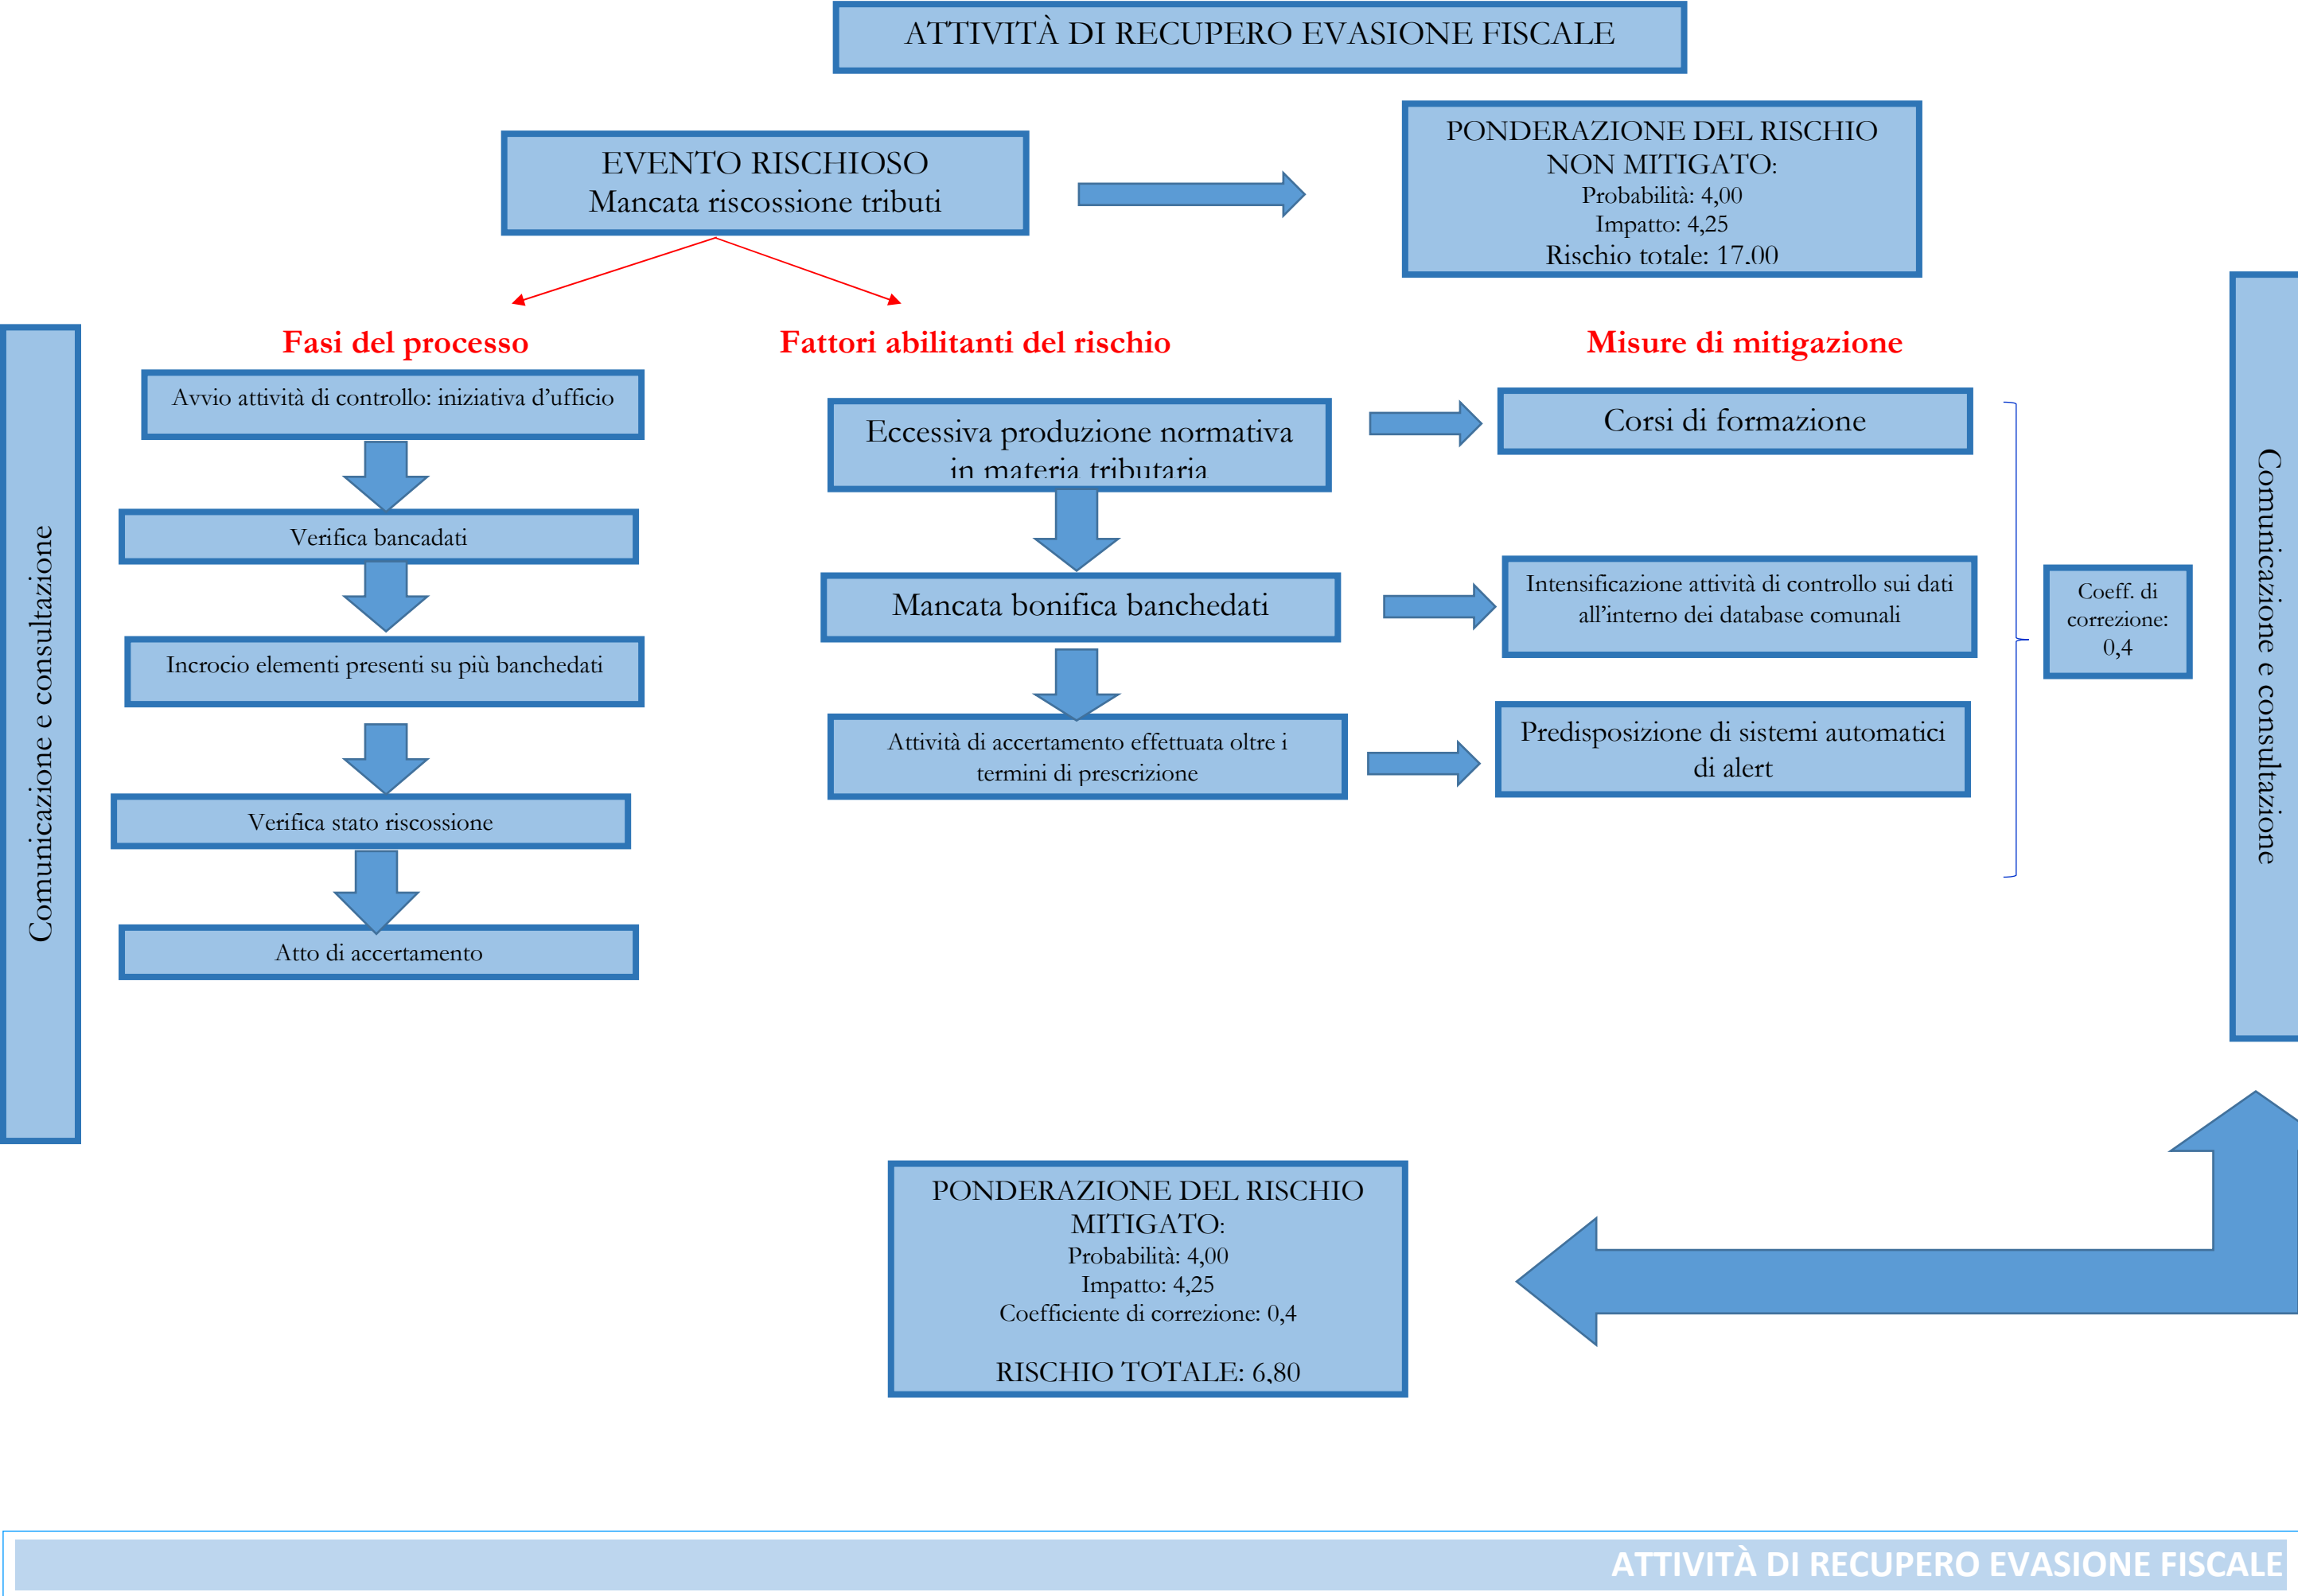 ATTIVITÀ DI RECUPERO EVASIONE FISCALE
EVENTO RISCHIOSO
Mancata riscossione tributi
PONDERAZIONE DEL RISCHIO
NON MITIGATO:
Probabilità: 4,00
Impatto: 4,25
Rischio totale: 17,00
Comunicazione e consultazione
Fasi del processo
Avvio attività di controllo: iniziativa d’ufficio
Verifica bancadati
Incrocio elementi presenti su più banchedati
Verifica stato riscossione
Atto di accertamento
Fattori abilitanti del rischio
Eccessiva produzione normativa
in materia tributaria
Mancata bonifica banchedati
Attività di accertamento effettuata oltre i
termini di prescrizione
Misure di mitigazione
Corsi di formazione
Intensificazione attività di controllo sui dati
all’interno dei database comunali
Predisposizione di sistemi automatici
di alert
Coeff. di
correzione:
0,4
Comunicazione e consultazione
PONDERAZIONE DEL RISCHIO
MITIGATO:
Probabilità: 4,00
Impatto: 4,25
Coefficiente di correzione: 0,4
RISCHIO TOTALE: 6,80
ATTIVITÀ DI RECUPERO EVASIONE FISCALE